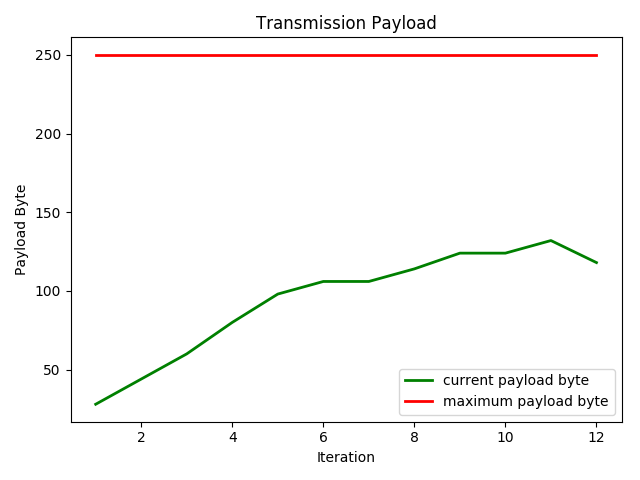 Transmission Payload
250
200
150
100
50
Payload Byte
current payload byte
maximum payload byte
2 4 6 8 10 12
Iteration